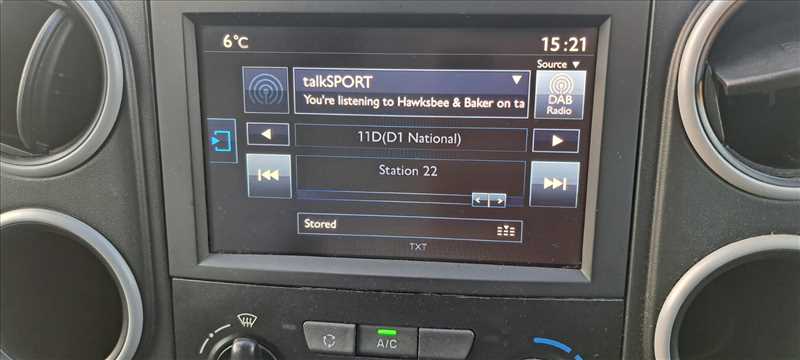 6°C
15:21
Source ▼
talkSPORT
You're listening to Hawksbee & Baker on ta
DAB
Radio
11D(D1 National)
Station 22
Stored
TXT
A/C